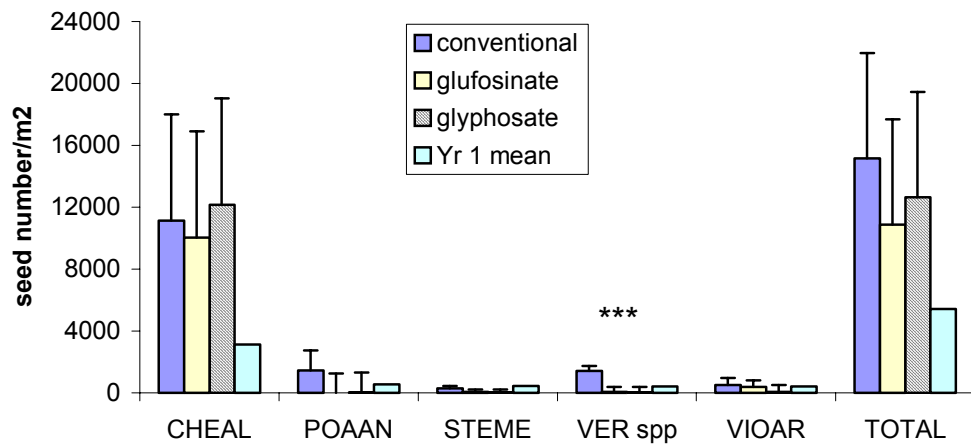 24000
20000
16000
12000
8000
4000
0
seed number/m2
conventional
glufosinate
glyphosate
Yr 1 mean
***
CHEAL POAAN STEME VER spp VIOAR TOTAL